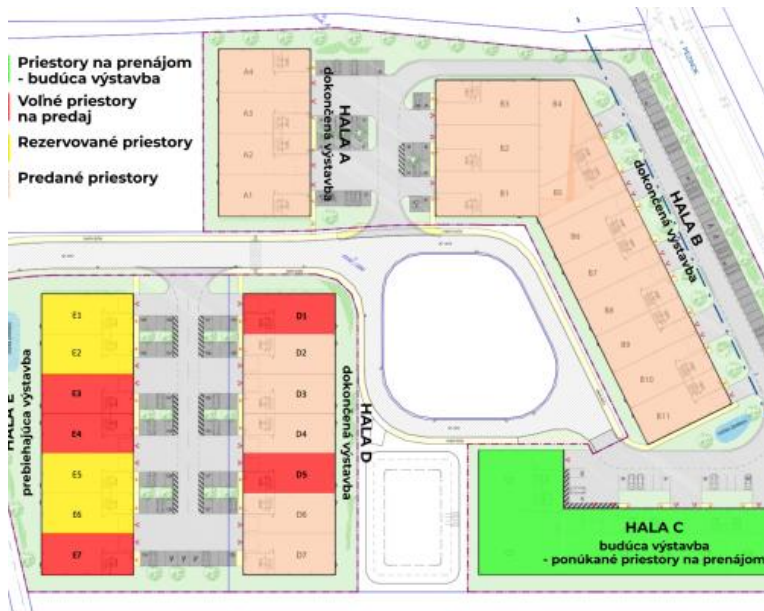 Priestory na prenájom
- budúca výstavba
Voľné priestory
na predaj
Rezervované priestory
Predané priestory
A4
A3
A2
A1
HALA A
dokončená výstavba
B3
B4
B2
B1
B5
B6
B7
B8
B9
B10
B11
HALA B
dokončená výstavba
E1
E2
E3
E4
E5
E6
E7
HALA E
prebiehajúca výstavba
D1
D2
D3
D4
D5
D6
D7
HALA D
dokončená výstavba
HALA C
budúca výstavba
- ponúkané priestory na prenájom